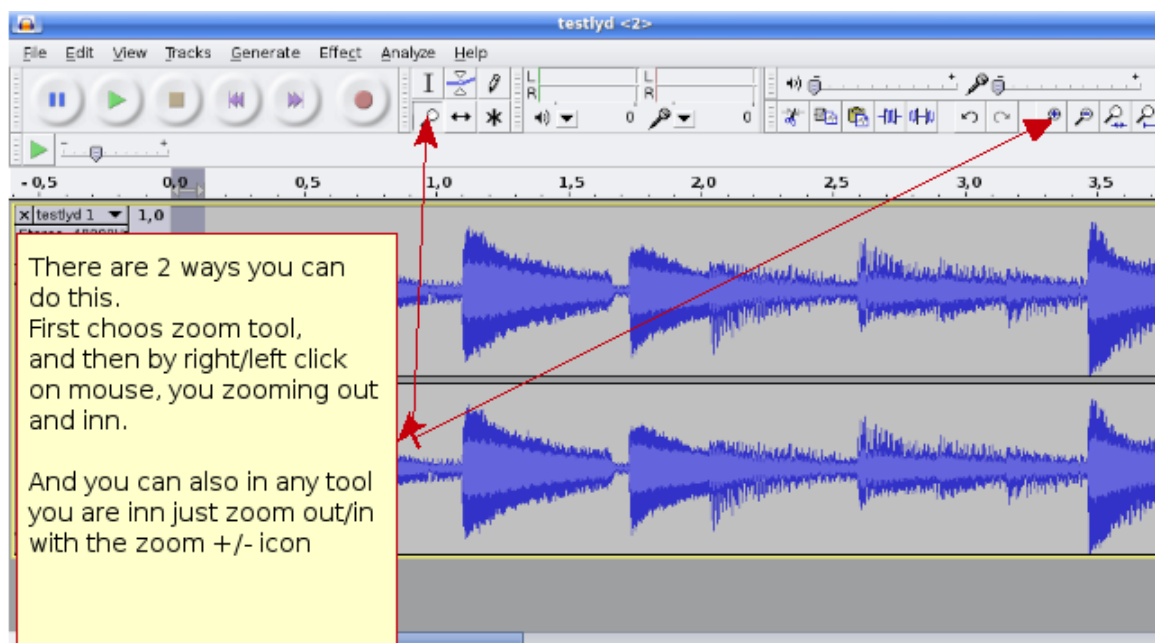 testlyd <2>
File Edit View Tracks Generate Effect Analyze Help
L
R
L
R
0
0
- 0,5 0,0 0,5 1,0 1,5 2,0 2,5 3,0 3,5
testlyd 1 1,0
There are 2 ways you can
do this.
First choos zoom tool,
and then by right/left click
on mouse, you zooming out
and inn.
And you can also in any tool
you are inn just zoom out/in
with the zoom +/- icon